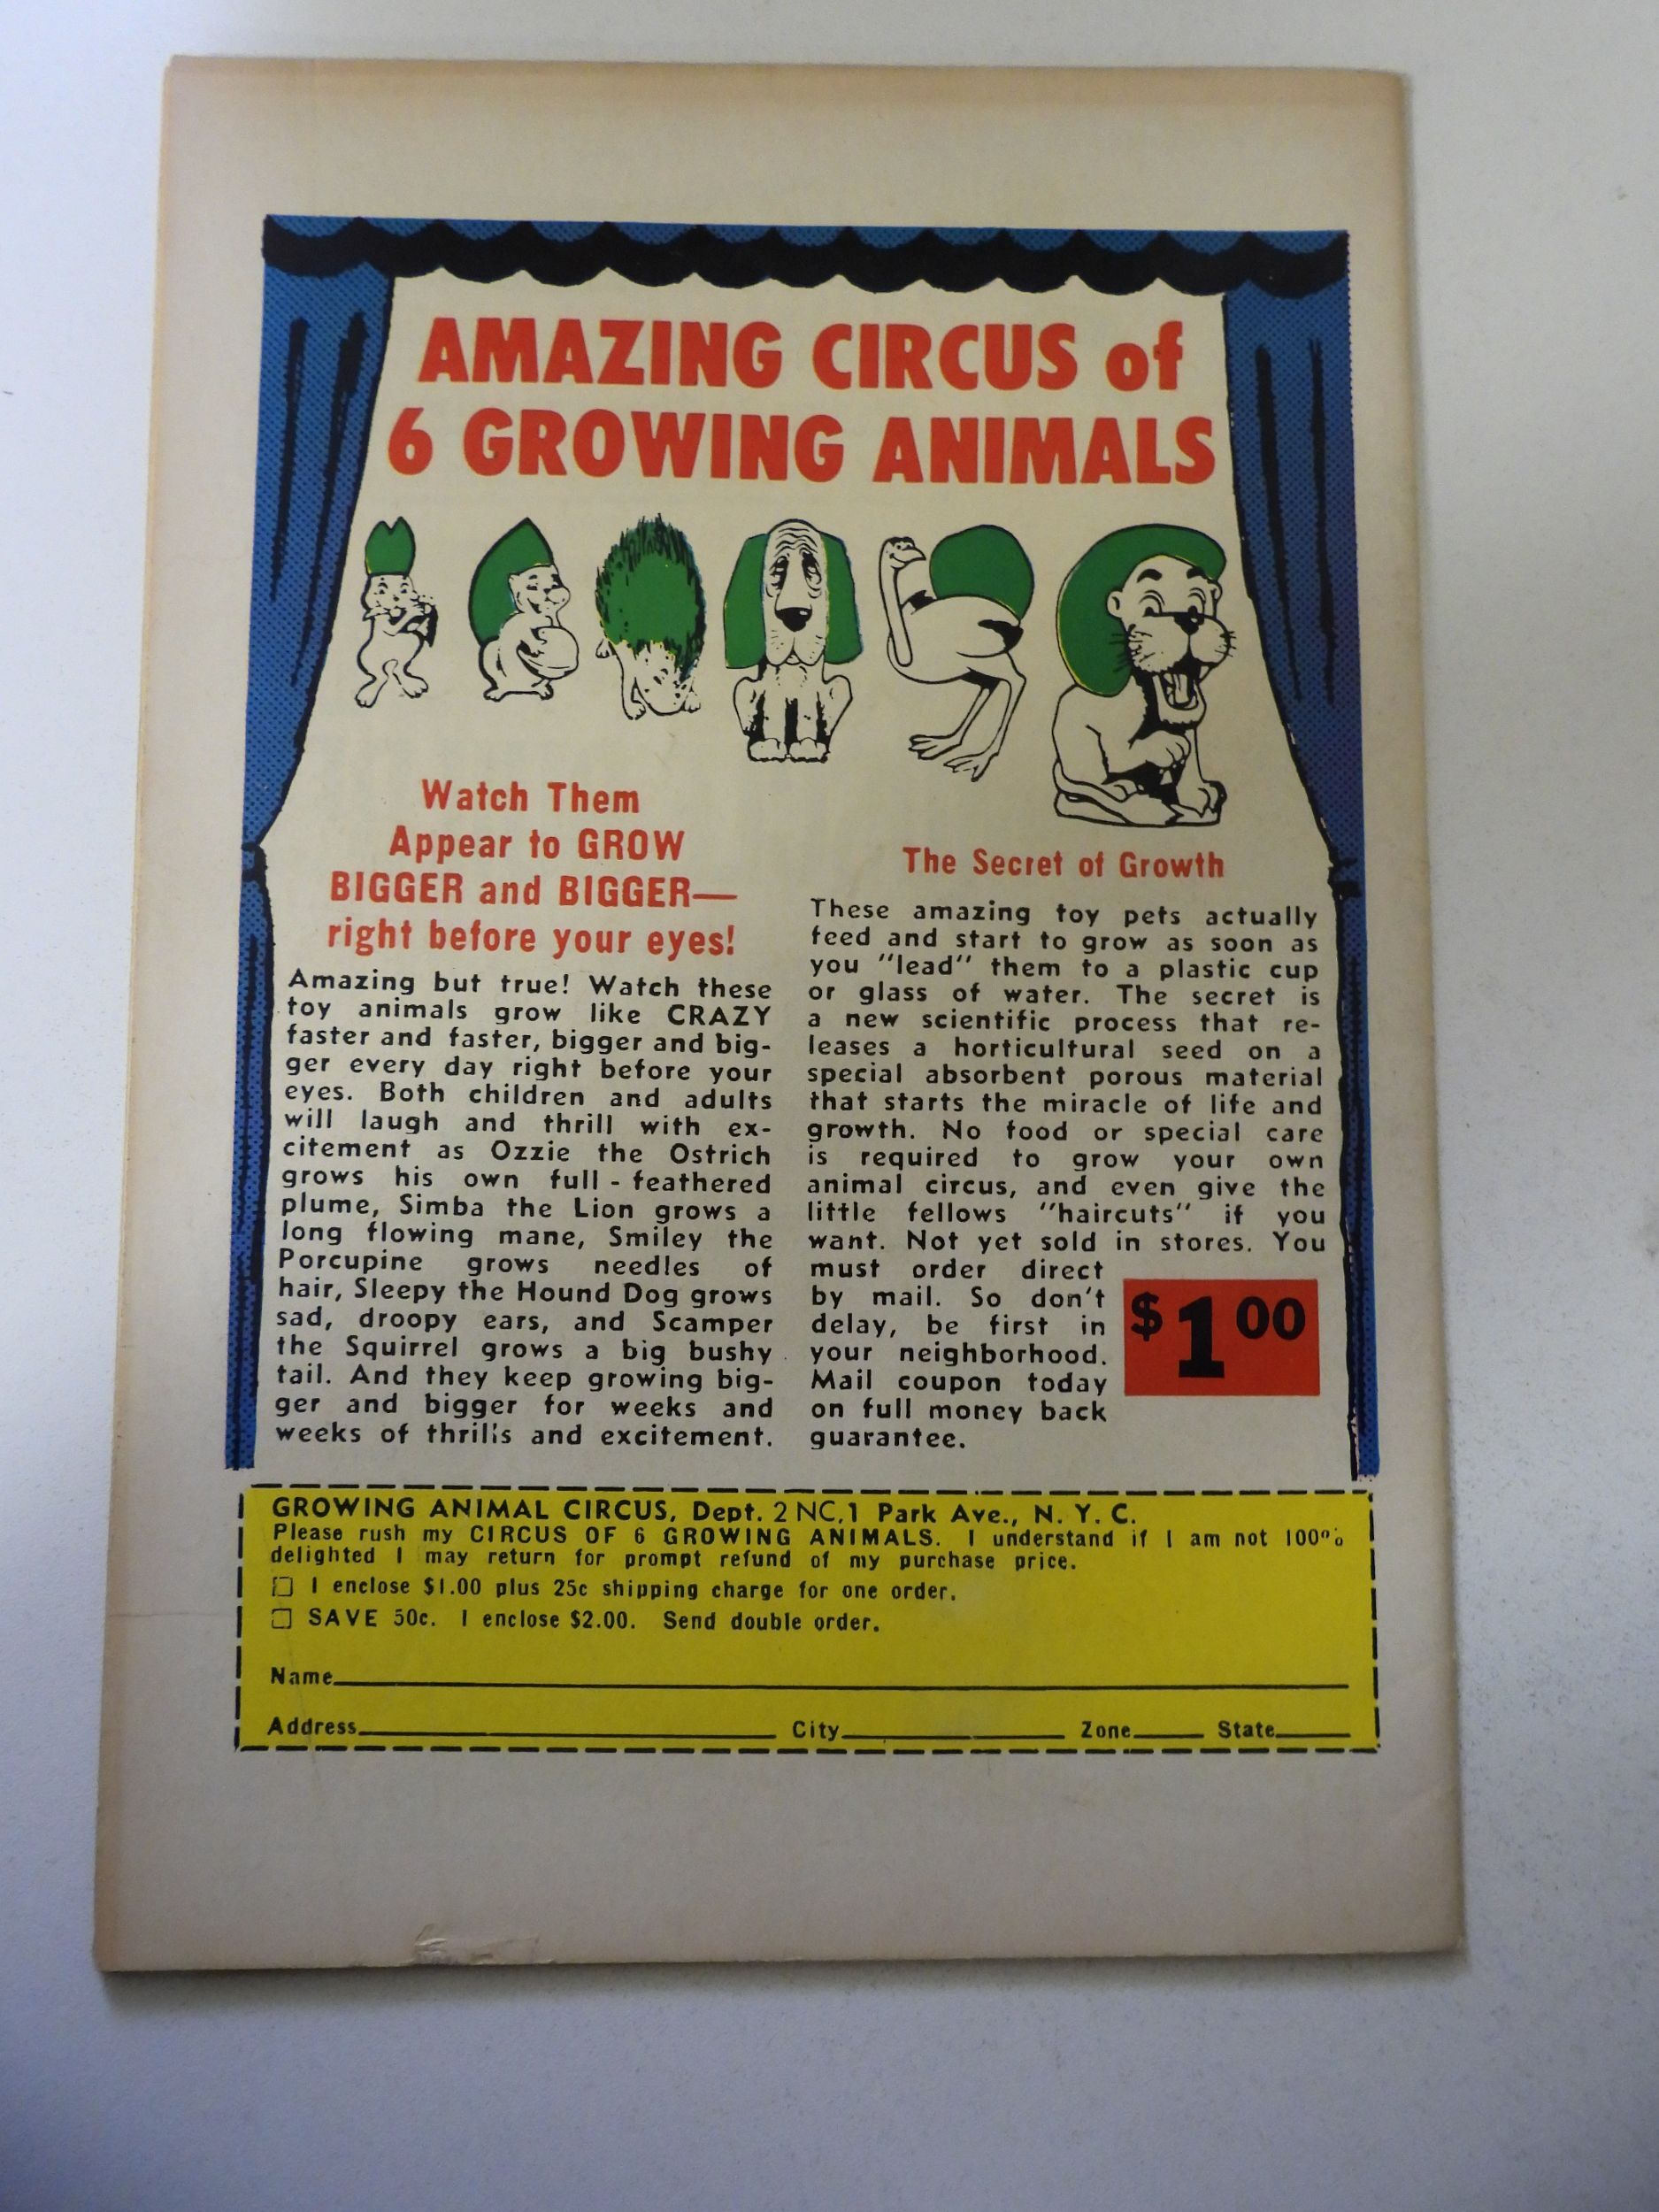 AMAZING CIRCUS of
6 GROWING ANIMALS
Watch Them
Appear to GROW
BIGGER and BIGGER—
right before your eyes!
Amazing but true! Watch these
toy animals grow like CRAZY
faster and faster, bigger and big-
ger every day right before your
eyes. Both children and adults
will laugh and thrill with ex-
citement as Ozzie the Ostrich
grows his own full - feathered
plume, Simba the Lion grows a
long flowing mane, Smiley the
Porcupine grows needles of
hair, Sleepy the Hound Dog grows
sad, droopy ears, and Scamper
the Squirrel grows a big bushy
tail. And they keep growing big-
ger and bigger for weeks and
weeks of thrills and excitement.
The Secret of Growth
These amazing toy pets actually
feed and start to grow as soon as
you "lead" them to a plastic cup
or glass of water. The secret is
a new scientific process that re-
leases a horticultural seed on a
special absorbent porous material
that starts the miracle of life and
growth. No food or special care
is required to grow your own
animal circus, and even give the
little fellows "haircuts" if you
want. Not yet sold in stores. You
must order direct
by mail. So don't
delay, be first in
your neighborhood.
Mail coupon today
on full money back
guarantee.
$1 00
GROWING ANIMAL CIRCUS, Dept. 2 NC, 1 Park Ave., N. Y. C.
Please rush my CIRCUS OF 6 GROWING ANIMALS. I understand if I am not 100%
delighted I may return for prompt refund of my purchase price.
☐ I enclose $1.00 plus 25c shipping charge for one order.
☐ SAVE 50c. I enclose $2.00. Send double order.
Name
Address City Zone State